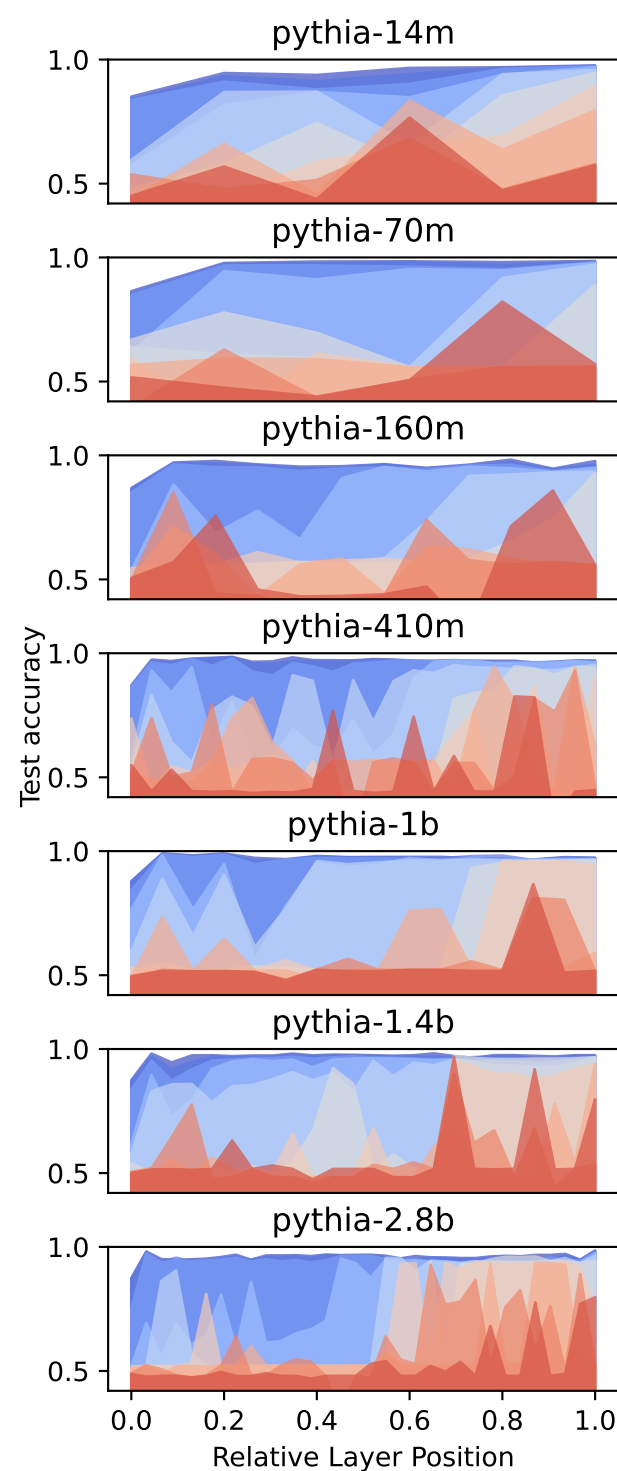 pythia-14m
1.0
0.5
pythia-70m
1.0
0.5
pythia-160m
1.0
0.5
pythia-410m
1.0
0.5
Test accuracy
pythia-1b
1.0
0.5
pythia-1.4b
1.0
0.5
pythia-2.8b
1.0
0.5
0.0 0.2 0.4 0.6 0.8 1.0
Relative Layer Position